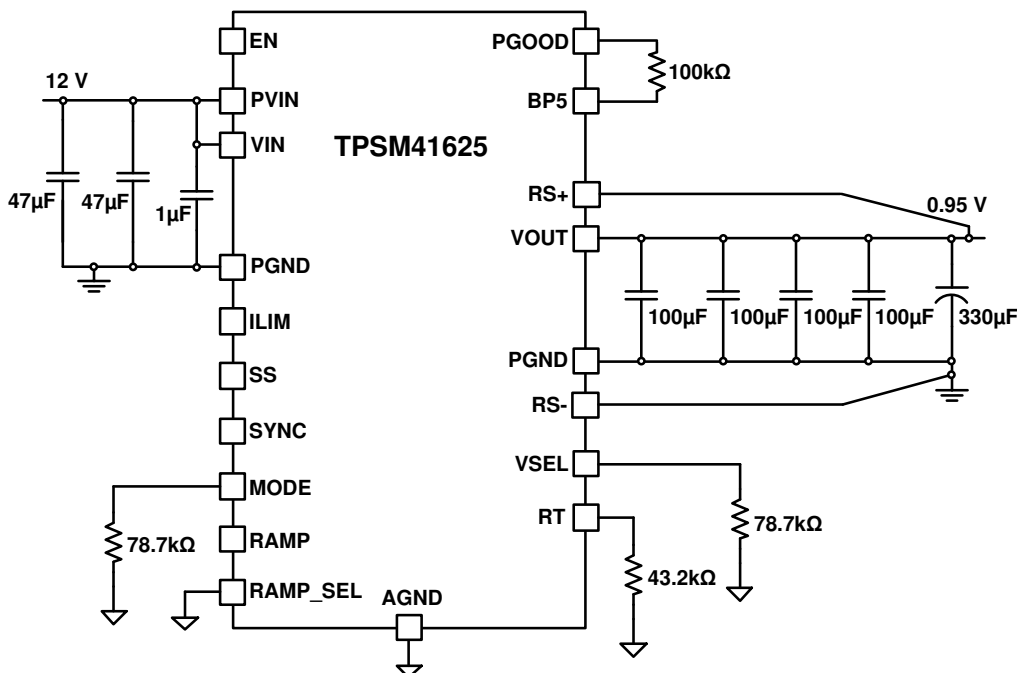 EN
PGOOD
100kΩ
12 V
PVIN
BP5
VIN
TPSM41625
47µF
47µF
1µF
RS+
0.95 V
VOUT
PGND
100µF
100µF
100µF
100µF
330µF
ILIM
PGND
SS
RS-
SYNC
VSEL
MODE
RT
78.7kΩ
78.7kΩ
RAMP
43.2kΩ
RAMP_SEL
AGND